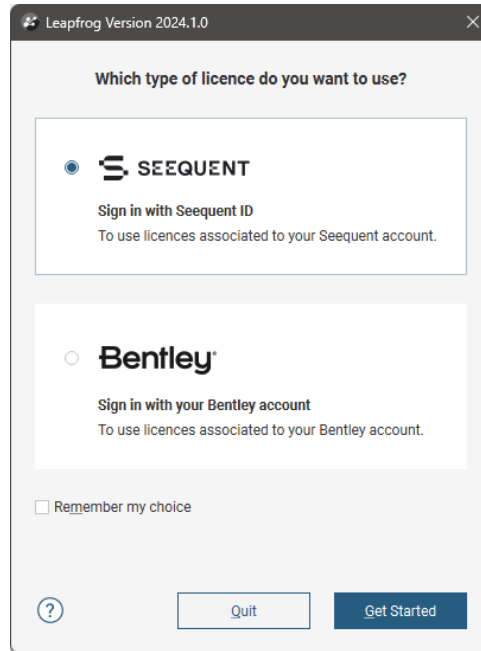 Leapfrog Version 2024.1.0
Which type of licence do you want to use?
SEEQUENT
Sign in with Seequent ID
To use licences associated to your Seequent account.
Bentley
Sign in with your Bentley account
To use licences associated to your Bentley account.
Remember my choice
? Quit Get Started